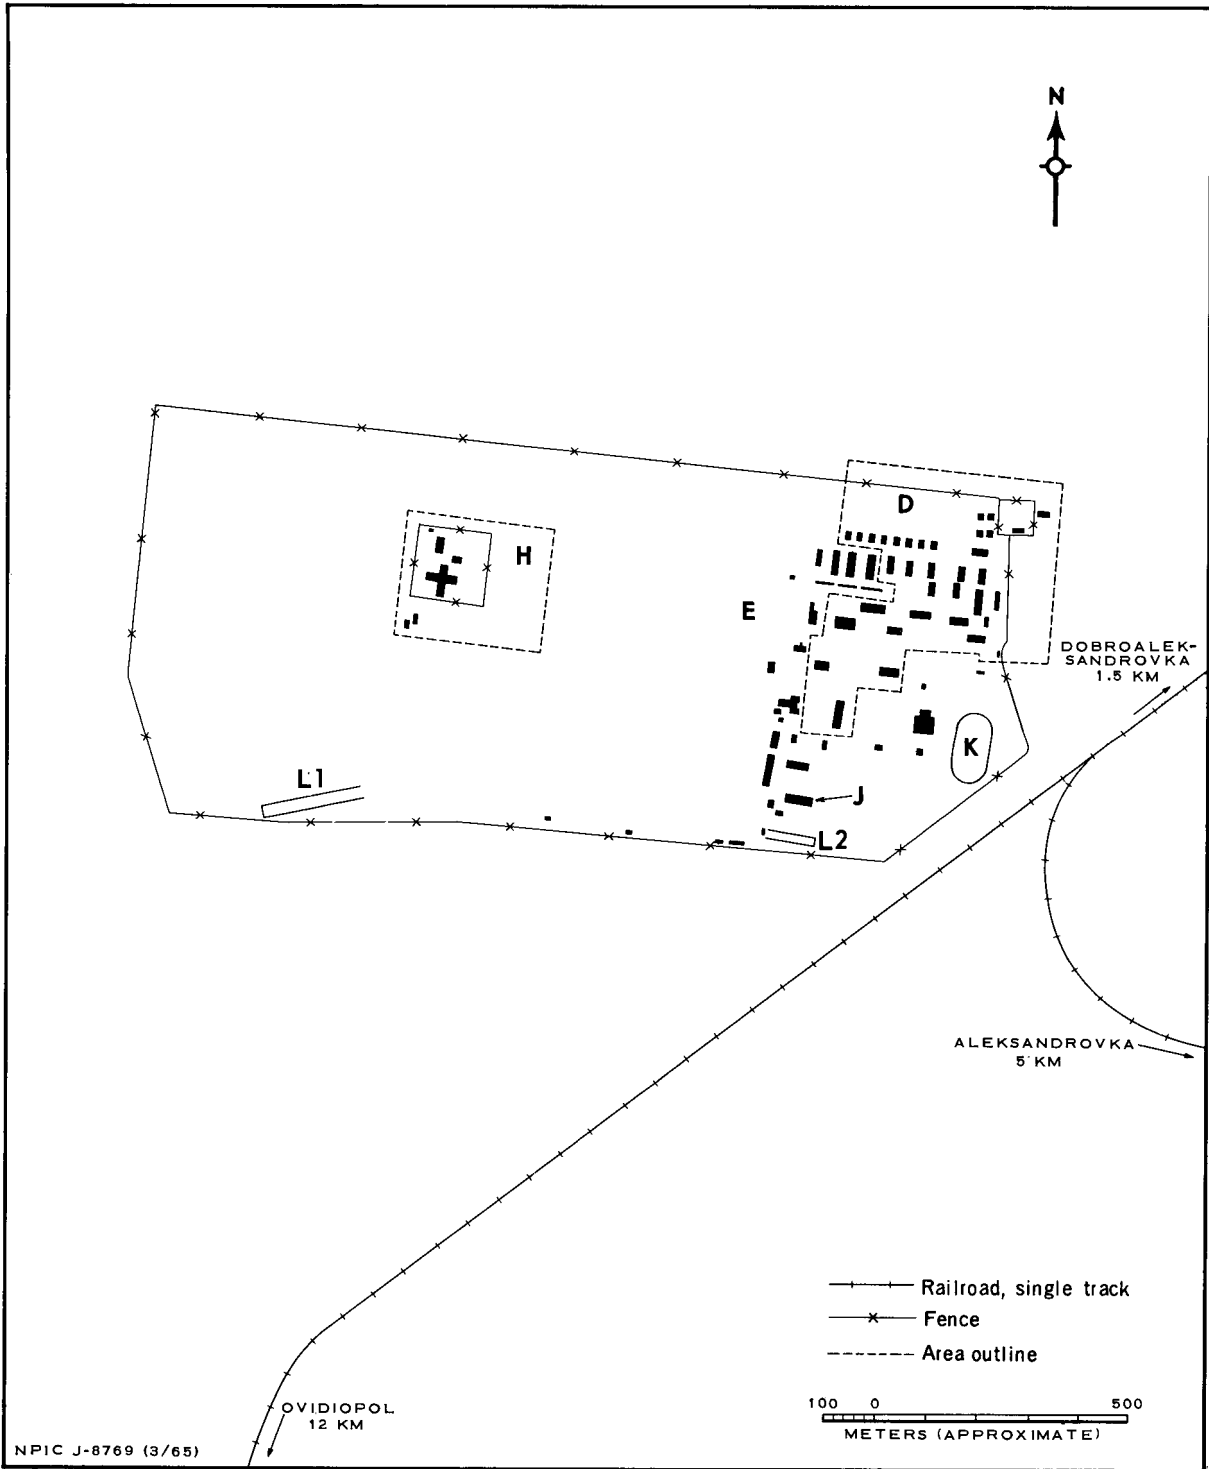 N
D
H
E
DOBROALEK-
SANDROVKA
1.5 KM
K
L1
J
L2
ALEKSANDROVKA
5 KM
Railroad, single track
Fence
Area outline
OVIDIOPOL
12 KM
100 0 500
METERS (APPROXIMATE)
NPIC J-8769 (3/65)